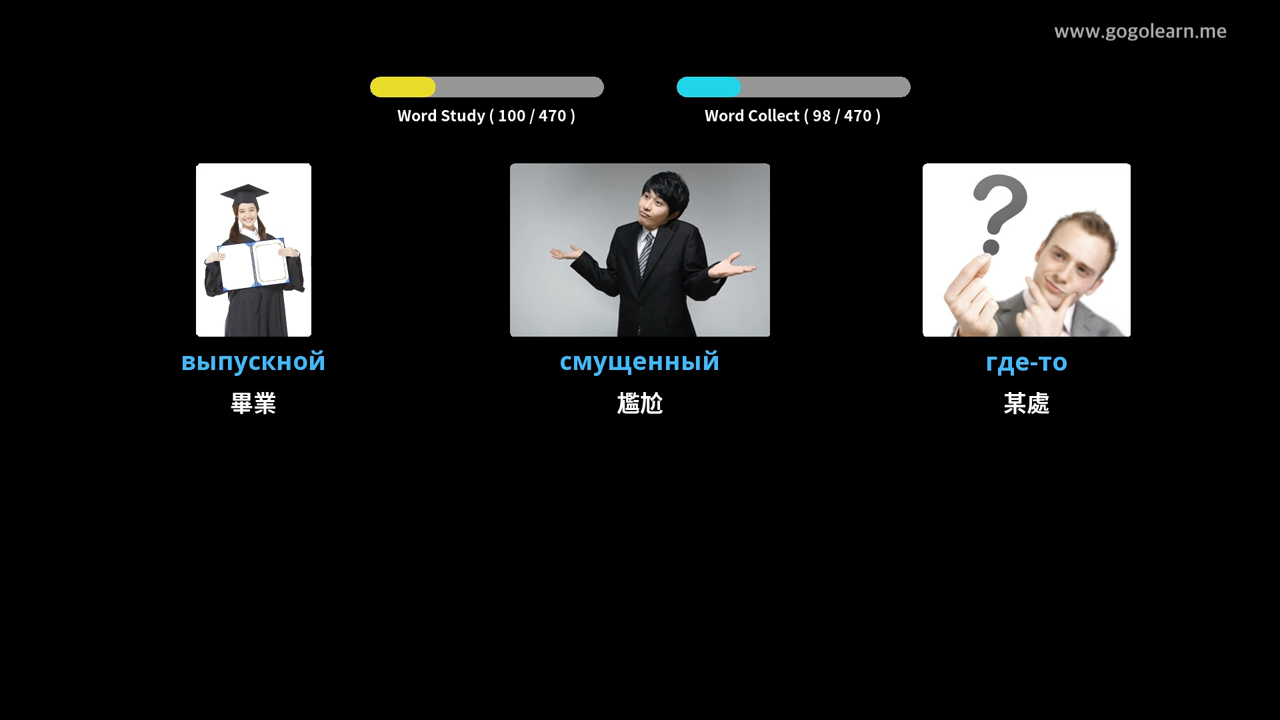 www.gogolearn.me
Word Study ( 100 / 470 )
Word Collect ( 98 / 470 )
выпускной
смущенный
где-то
畢業
尷尬
某處